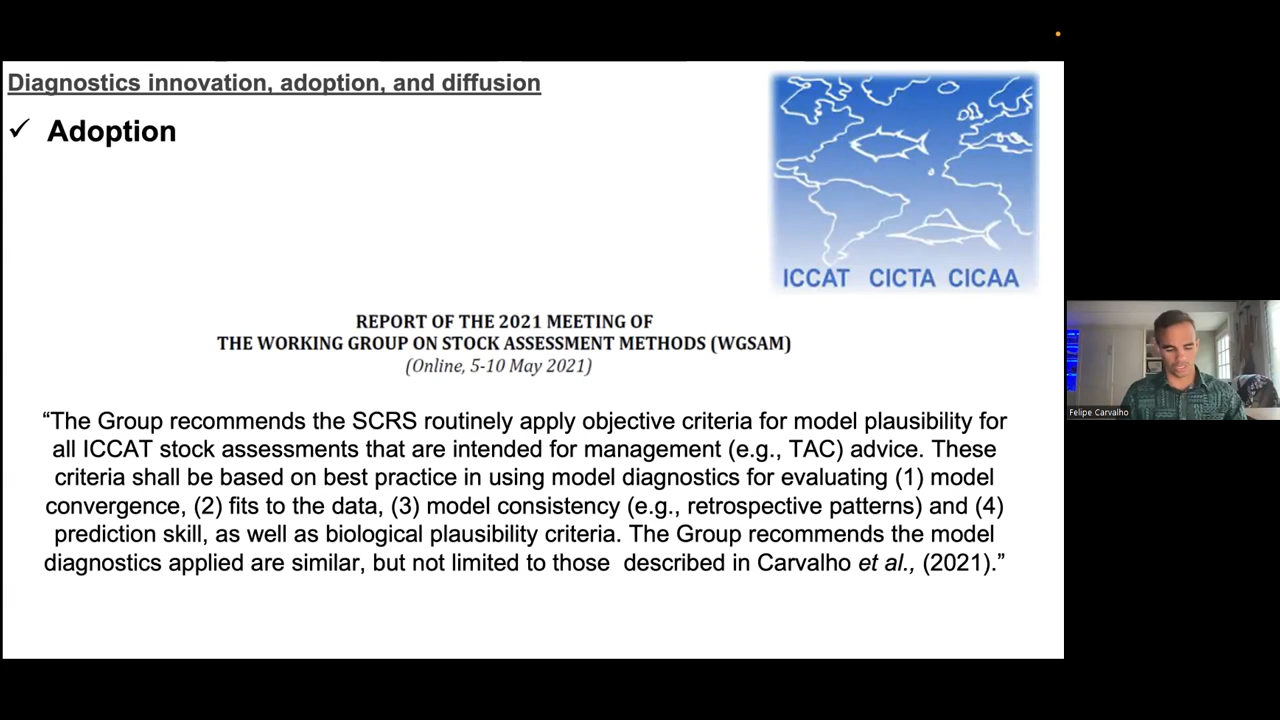 Diagnostics innovation, adoption, and diffusion
✓ Adoption
ICCAT CICTA CICAA
REPORT OF THE 2021 MEETING OF
THE WORKING GROUP ON STOCK ASSESSMENT METHODS (WGSAM)
(Online, 5-10 May 2021)
“The Group recommends the SCRS routinely apply objective criteria for model plausibility for
all ICCAT stock assessments that are intended for management (e.g., TAC) advice. These
criteria shall be based on best practice in using model diagnostics for evaluating (1) model
convergence, (2) fits to the data, (3) model consistency (e.g., retrospective patterns) and (4)
prediction skill, as well as biological plausibility criteria. The Group recommends the model
diagnostics applied are similar, but not limited to those described in Carvalho et al., (2021).”
Felipe Carvalho